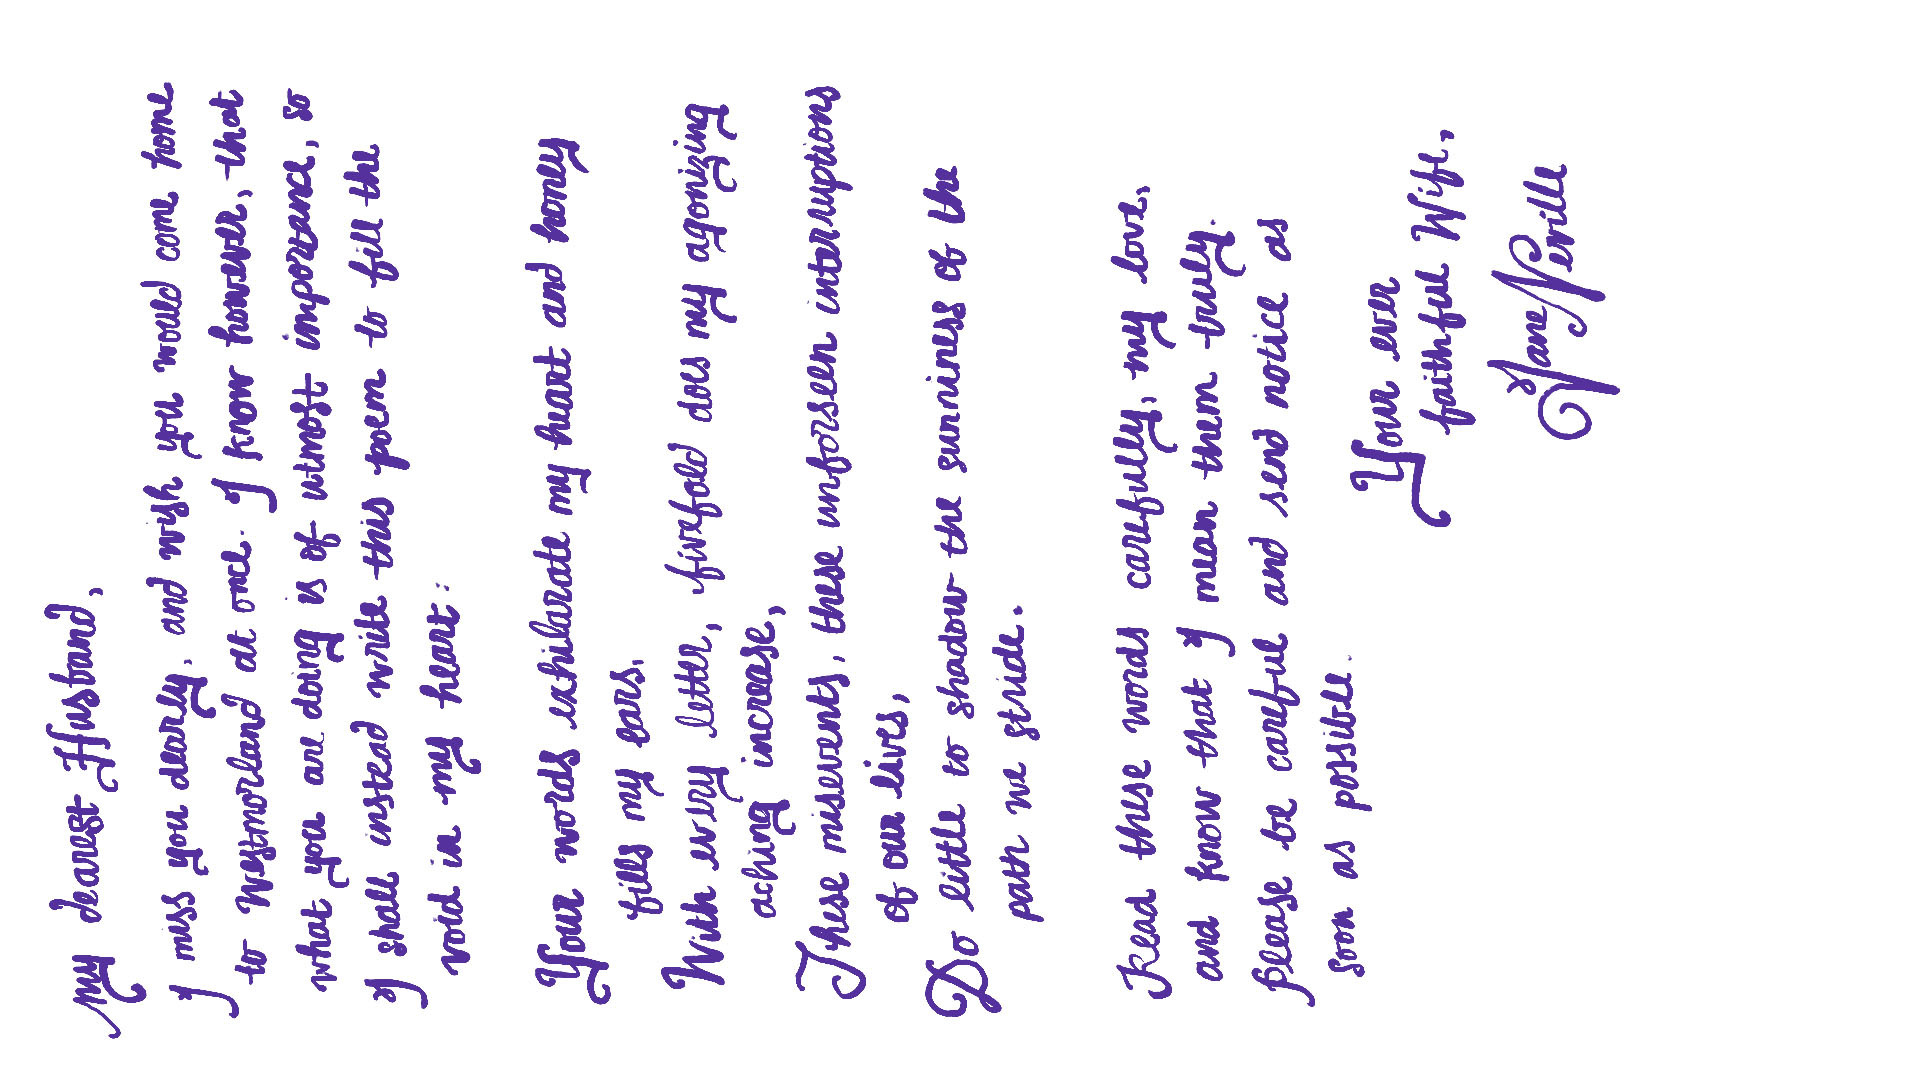 My dearest Husband,
I miss you dearly, and wish you would come home
to Westmorland at once. I know however, that
what you are doing is of utmost importance, so
I shall instead write this poem to fill the
void in my heart:
Your words exhilarate my heart and honey
fills my ears.
With every letter, fivefold does my agonizing
aching increase,
These misevents, these unforseen interruptions
of our lives,
Do little to shadow the sunniness of the
path we stride.
Read these words carefully, my love,
and know that I mean them truly.
Please be careful and send notice as
soon as possible.
Your ever
faithful Wife,
Jane Neville